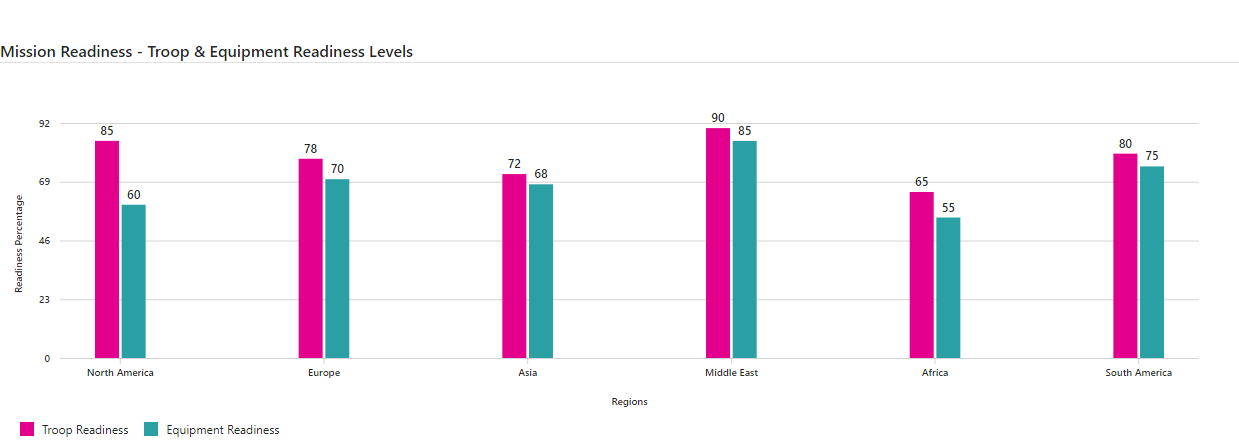 Mission Readiness - Troop & Equipment Readiness Levels
92
69
46
23
0
Readiness Percentage
85
60
78
70
72
68
90
85
65
55
80
75
North America
Europe
Asia
Middle East
Africa
South America
Regions
Troop Readiness
Equipment Readiness